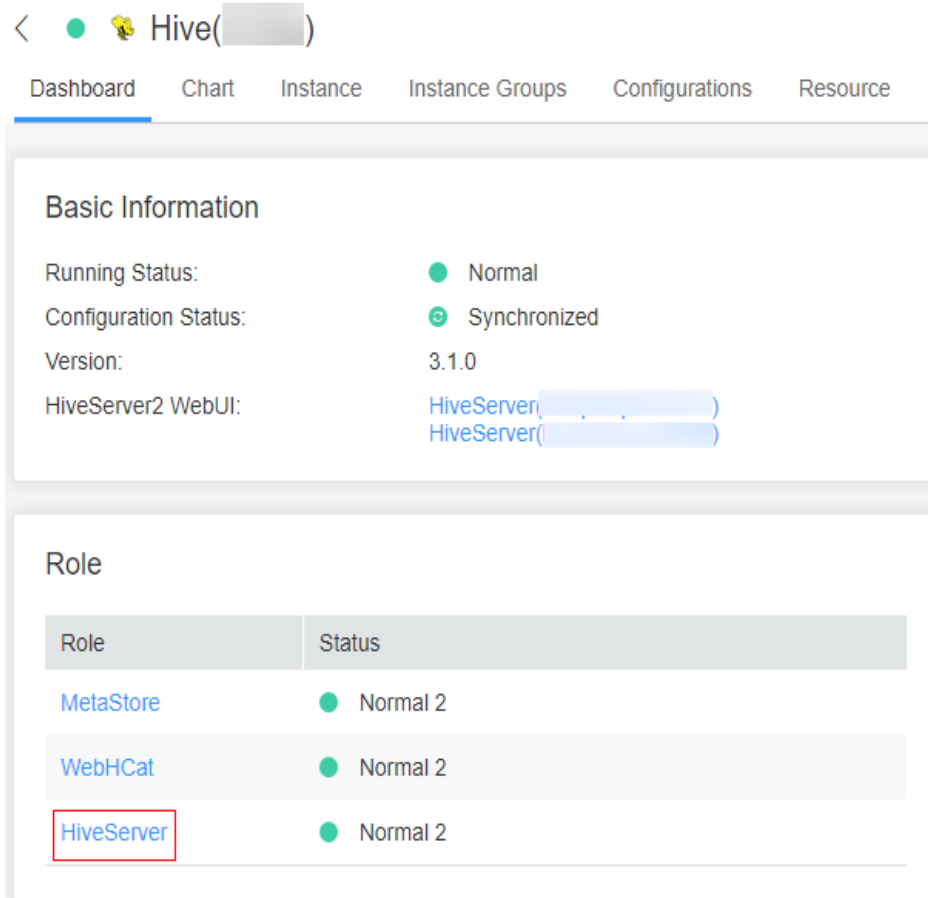 Hive( )
Dashboard Chart Instance Instance Groups Configurations Resource
Basic Information
Running Status: Normal
Configuration Status: Synchronized
Version: 3.1.0
HiveServer2 WebUI: HiveServer( )
HiveServer( )
Role
Role Status
MetaStore Normal 2
WebHCat Normal 2
HiveServer Normal 2